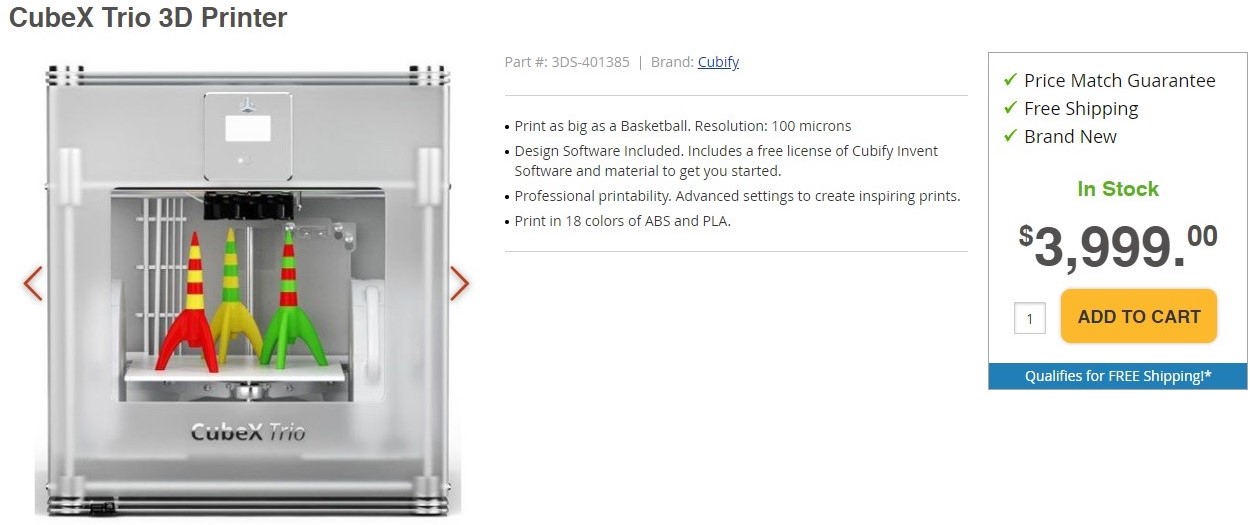 CubeX Trio 3D Printer
CubeX Trio
Part #: 3DS-401385 | Brand: Cubify
• Print as big as a Basketball. Resolution: 100 microns
• Design Software Included. Includes a free license of Cubify Invent
Software and material to get you started.
• Professional printability. Advanced settings to create inspiring prints.
• Print in 18 colors of ABS and PLA.
✓ Price Match Guarantee
✓ Free Shipping
✓ Brand New
In Stock
$3,999.00
1
ADD TO CART
Qualifies for FREE Shipping!*